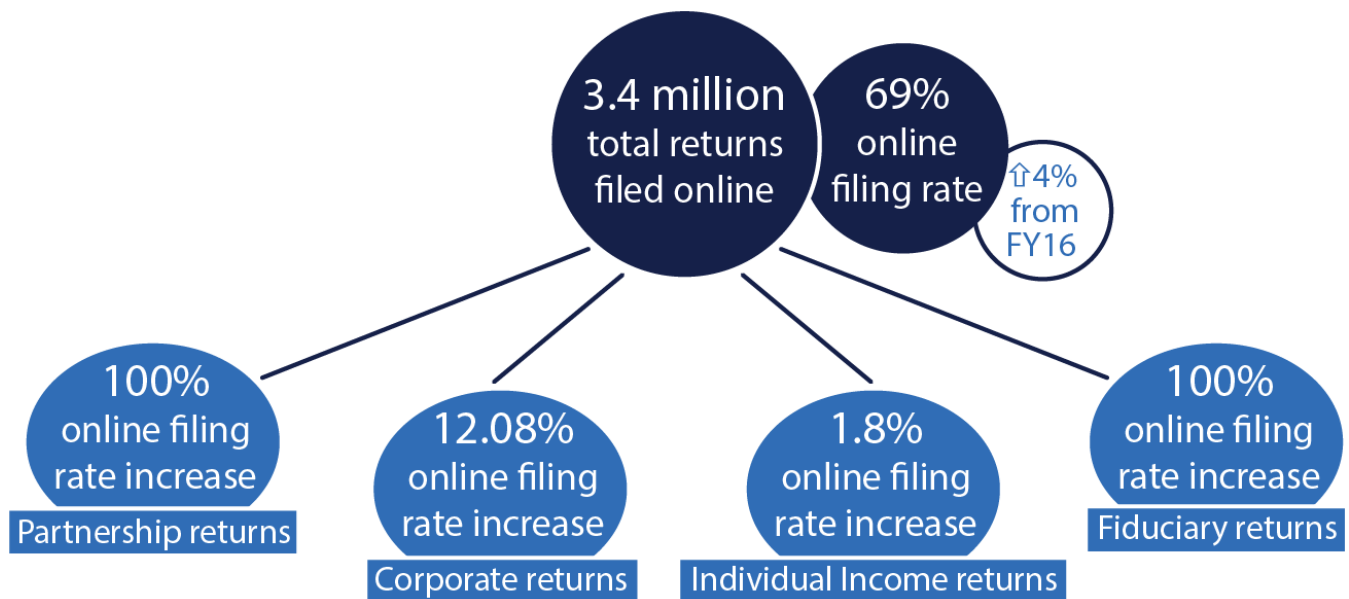 3.4 million
total returns
filed online
69%
online
filing rate
⇧4%
from
FY16
100%
online filing
rate increase
Partnership returns
12.08%
online filing
rate increase
Corporate returns
1.8%
online filing
rate increase
Individual Income returns
100%
online filing
rate increase
Fiduciary returns